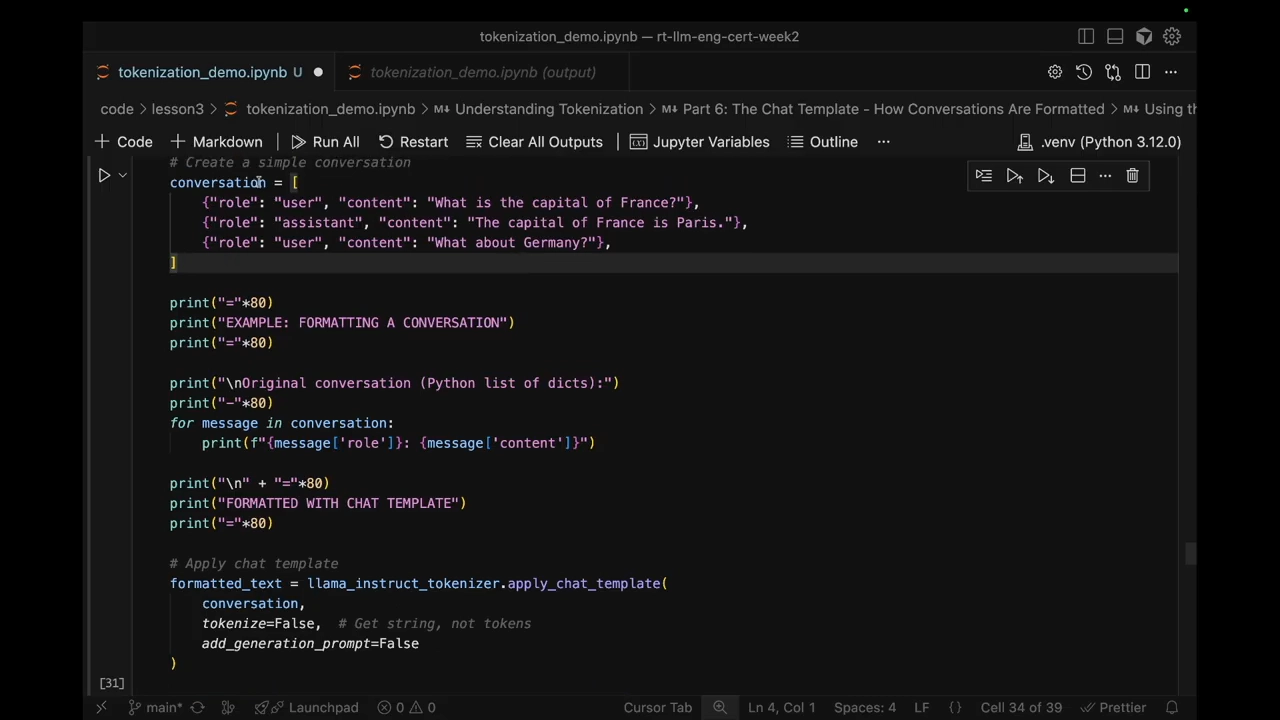 tokenization_demo.ipynb — rt-llm-eng-cert-week2
tokenization_demo.ipynb U
tokenization_demo.ipynb (output)
code > lesson3 > tokenization_demo.ipynb > Understanding Tokenization > Part 6: The Chat Template - How Conversations Are Formatted > Using th
Code Markdown Run All Restart Clear All Outputs Jupyter Variables Outline ··· .venv (Python 3.12.0)
# Create a simple conversation
conversation = [
    {"role": "user", "content": "What is the capital of France?"},
    {"role": "assistant", "content": "The capital of France is Paris."},
    {"role": "user", "content": "What about Germany?"},
]
print("="*80)
print("EXAMPLE: FORMATTING A CONVERSATION")
print("="*80)
print("\nOriginal conversation (Python list of dicts):")
print("-"*80)
for message in conversation:
    print(f"{message['role']}: {message['content']}")
print("\n" + "="*80)
print("FORMATTED WITH CHAT TEMPLATE")
print("="*80)
# Apply chat template
formatted_text = llama_instruct_tokenizer.apply_chat_template(
    conversation,
    tokenize=False,  # Get string, not tokens
    add_generation_prompt=False
)
[31]
main* Launchpad 0 0 Cursor Tab Ln 4, Col 1 Spaces: 4 LF {} Cell 34 of 39 Prettier